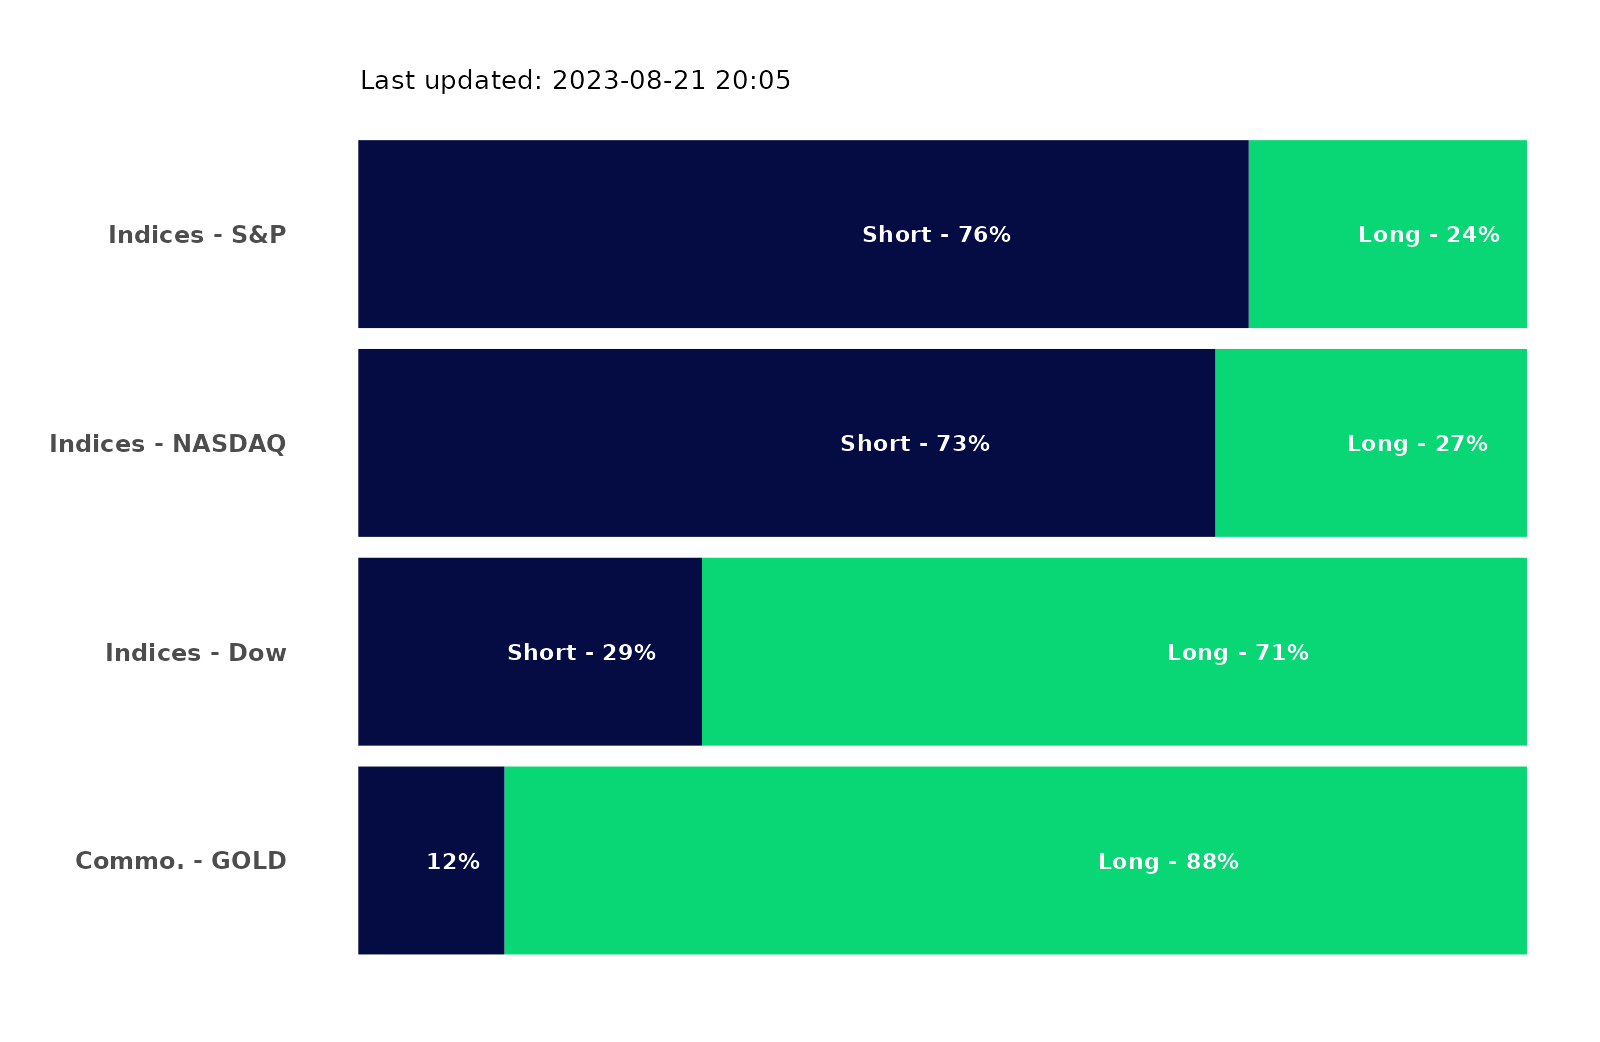 Last updated: 2023-08-21 20:05
Indices - S&P Short - 76% Long - 24%
Indices - NASDAQ Short - 73% Long - 27%
Indices - Dow Short - 29% Long - 71%
Commo. - GOLD 12% Long - 88%